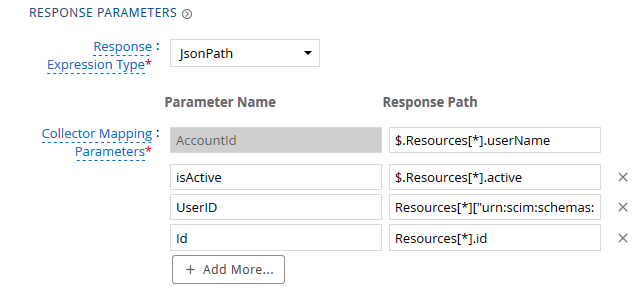 RESPONSE PARAMETERS
Response :
Expression Type*
JsonPath
Parameter Name Response Path
Collector Mapping :
Parameters*
AccountId $.Resources[*].userName
isActive $.Resources[*].active
UserID Resources[*]["urn:scim:schemas:
Id Resources[*].id
+ Add More...